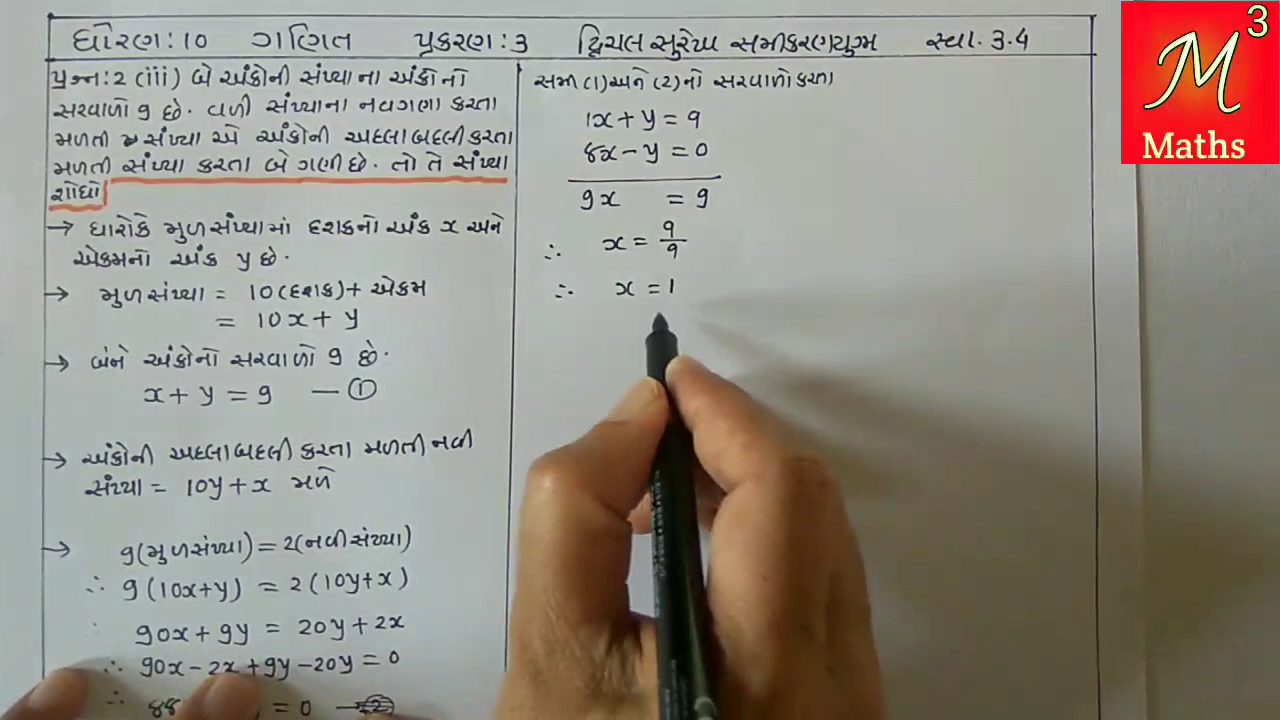 ધોરણ:10 ગણિત પ્રકરણ:3 દ્વિચલ સુરેખ સમીકરણયુગ્મ સ્વા. 3.4
પ્રશ્ન:2 (iii) બે અંકોની સંખ્યાના અંકોનો
સરવાળો 9 છે. વળી સંખ્યાના નવગણા કરતા
મળતી સંખ્યા એ અંકોની અદલાબદલી કરતા
મળતી સંખ્યા કરતા બે ગણી છે. તો તે સંખ્યા
શોધો
→ ધારોકે મુળસંખ્યામાં દશકનો અંક x અને
એકમનો અંક y છે.
→ મુળસંખ્યા = 10(દશક)+ એકમ
= 10x+y
→ બંને અંકોનો સરવાળો 9 છે.
x+y=9 — ①
→ અંકોની અદલાબદલી કરતા મળતી નવી
સંખ્યા = 10y+x મળે
→ 9(મુળસંખ્યા)=2(નવીસંખ્યા)
∴ 9(10x+y) = 2(10y+x)
90x+9y = 20y+2x
∴ 90x-2x+9y-20y=0
∴ 88 = 0 — ②
સમી (1)અને (2)નો સરવાળો કરતા
1x+y=9
8x-y=0
9x =9
∴ x = 9/9
∴ x=1
M3
Maths